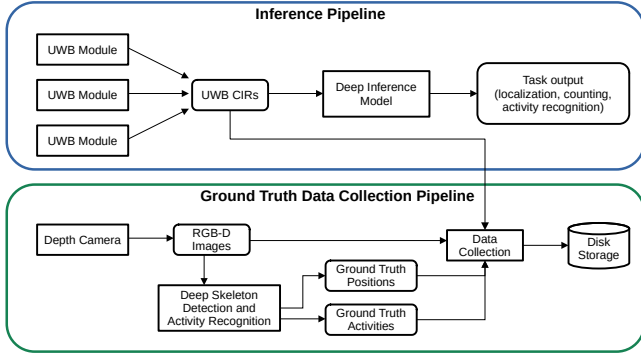 Inference Pipeline
UWB Module
UWB Module
UWB Module
UWB CIRs
Deep Inference
Model
Task output
(localization, counting,
activity recognition)
Ground Truth Data Collection Pipeline
Depth Camera
RGB-D
Images
Deep Skeleton
Detection and
Activity Recognition
Ground Truth
Positions
Ground Truth
Activities
Data
Collection
Disk
Storage